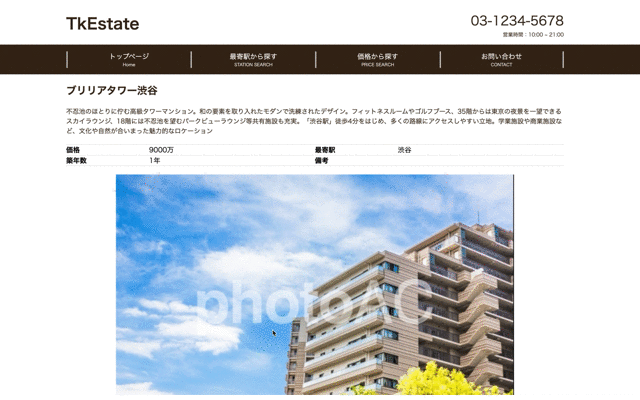 TkEstate
03-1234-5678
営業時間：10:00 ~ 21:00
トップページ 最寄駅から探す 価格から探す お問い合わせ
Home STATION SEARCH PRICE SEARCH CONTACT
ブリリアタワー渋谷
不忍池のほとりに佇む高級タワーマンション。和の要素を取り入れたモダンで洗練されたデザイン。フィットネスルームやゴルフブース、35階からは東京の夜景を一望できる
スカイラウンジ、18階には不忍池を望むパークビューラウンジ等共有施設も充実。「渋谷駅」徒歩4分をはじめ、多くの路線にアクセスしやすい立地。学業施設や商業施設な
ど、文化や自然が合いまった魅力的なロケーション
価格 9000万 最寄駅 渋谷
築年数 1年 備考
photoAC